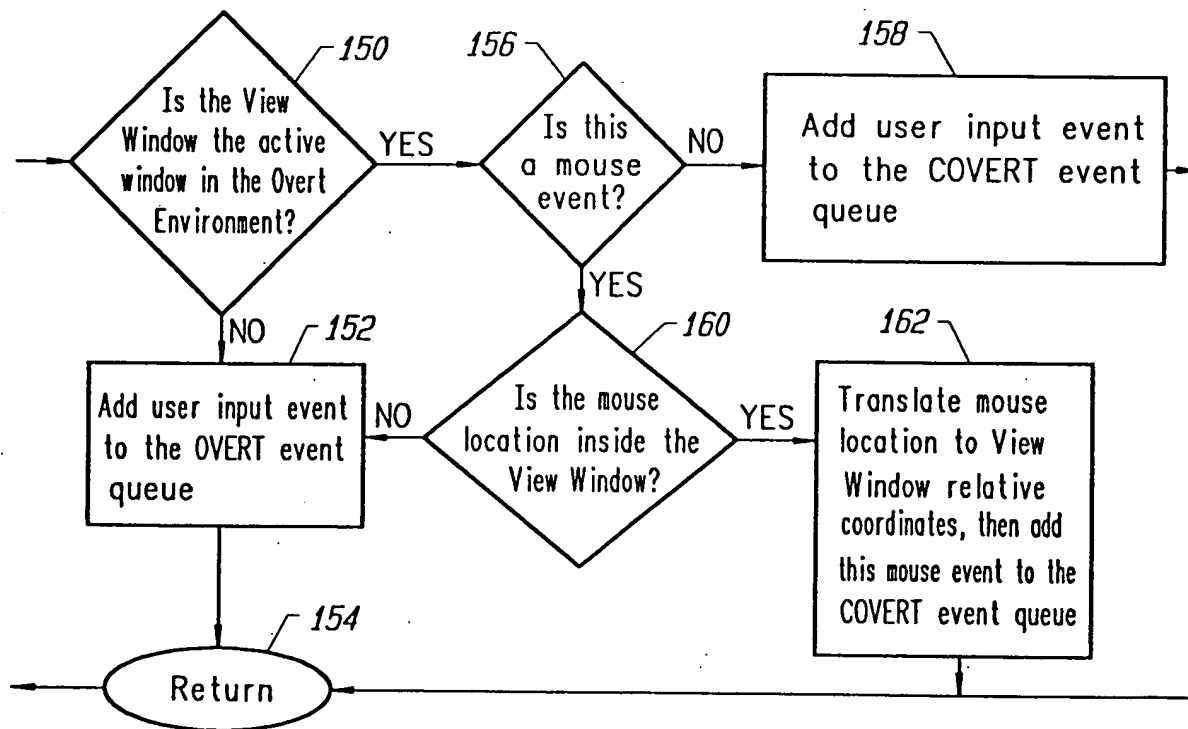 150
Is the View
Window the active
window in the Overt
Environment?
YES
156
Is this
a mouse
event?
NO
158
Add user input event
to the COVERT event
queue
NO
152
Add user input event
to the OVERT event
queue
YES
160
Is the mouse
location inside the
View Window?
NO
YES
162
Translate mouse
location to View
Window relative
coordinates, then add
this mouse event to the
COVERT event queue
154
Return